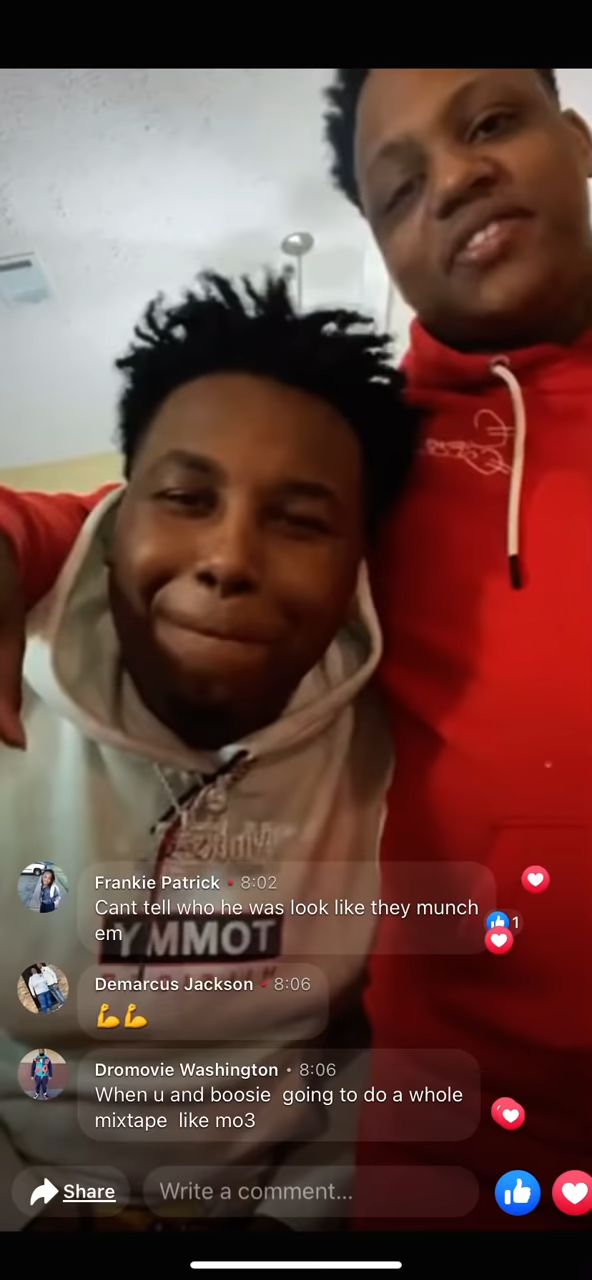 Frankie Patrick • 8:02
Cant tell who he was look like they munch
em
1
YMMOT
Demarcus Jackson • 8:06
💪💪
Dromovie Washington • 8:06
When u and boosie going to do a whole
mixtape like mo3
Share
Write a comment...